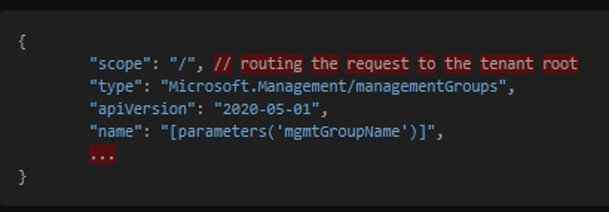 {
"scope": "/", // routing the request to the tenant root
"type": "Microsoft.Management/managementGroups",
"apiVersion": "2020-05-01",
"name": "[parameters('mgmtGroupName')]",
...
}